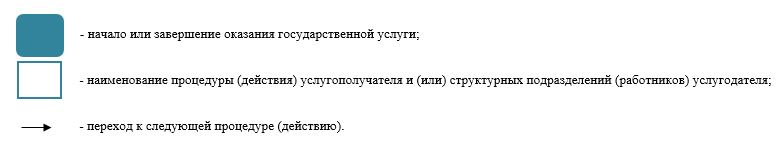 - начало или завершение оказания государственной услуги;
- наименование процедуры (действия) услугополучателя и (или) структурных подразделений (работников) услугодателя;
- переход к следующей процедуре (действию).